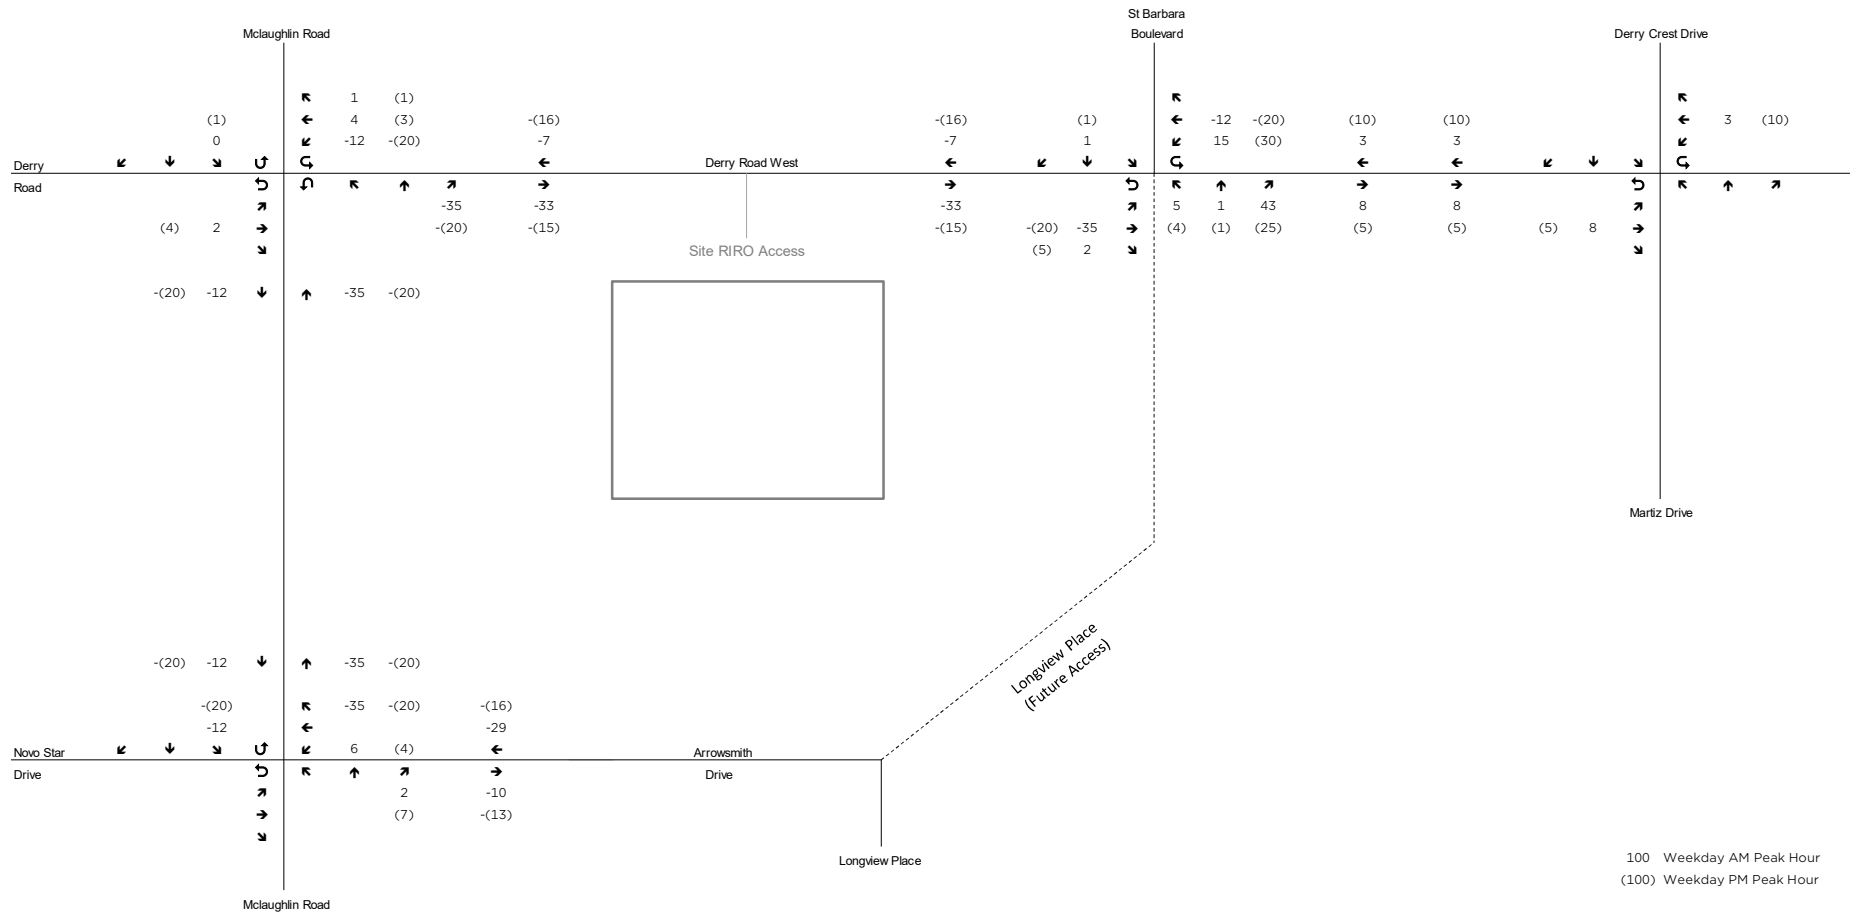 St Barbara
Mclaughlin Road Boulevard Derry Crest Drive
1 (1)
(1) 4 (3) -(16) -(16) (1) -12 -(20) (10) (10) 3 (10)
0 -12 -(20) -7 -7 1 15 (30) 3 3
Derry Derry Road West
Road
-35 -33 -33 5 1 43 8 8
(4) 2 -(20) -(15) -(15) -(20) -35 (4) (1) (25) (5) (5) (5) 8
Site RIRO Access (5) 2
-(20) -12 -35 -(20)
Martiz Drive
Longview Place
(Future Access)
-(20) -12 -35 -(20)
-(20) -35 -(20) -(16)
-12 -29
Novo Star 6 (4) Arrowsmith
Drive Drive
2 -10
(7) -(13)
Longview Place
100 Weekday AM Peak Hour
(100) Weekday PM Peak Hour
Mclaughlin Road